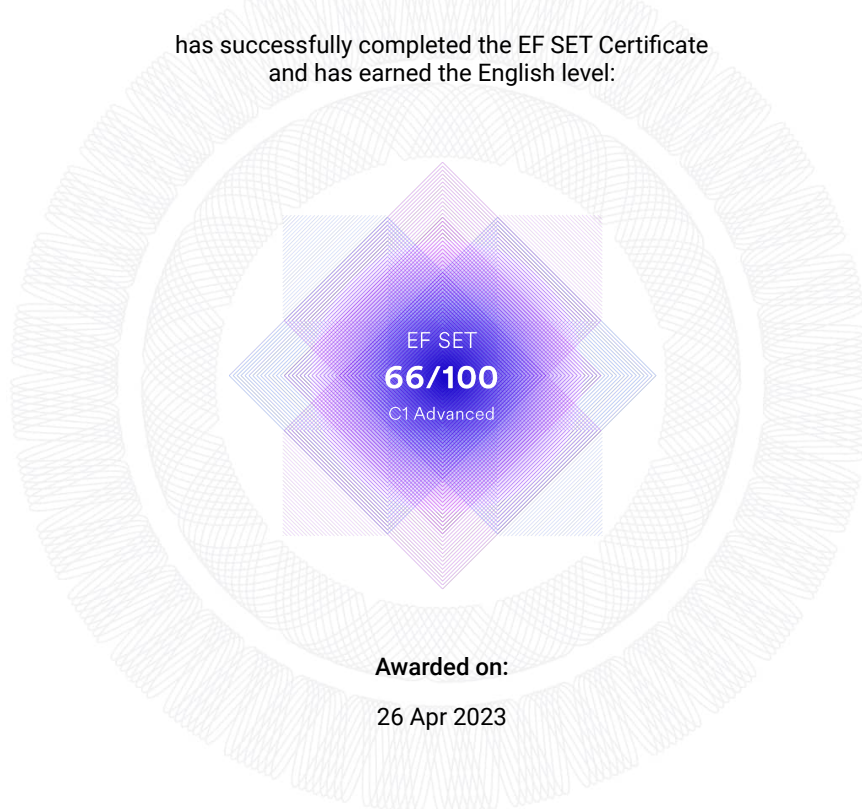 has successfully completed the EF SET Certificate
and has earned the English level:
EF SET
66/100
C1 Advanced
Awarded on:
26 Apr 2023